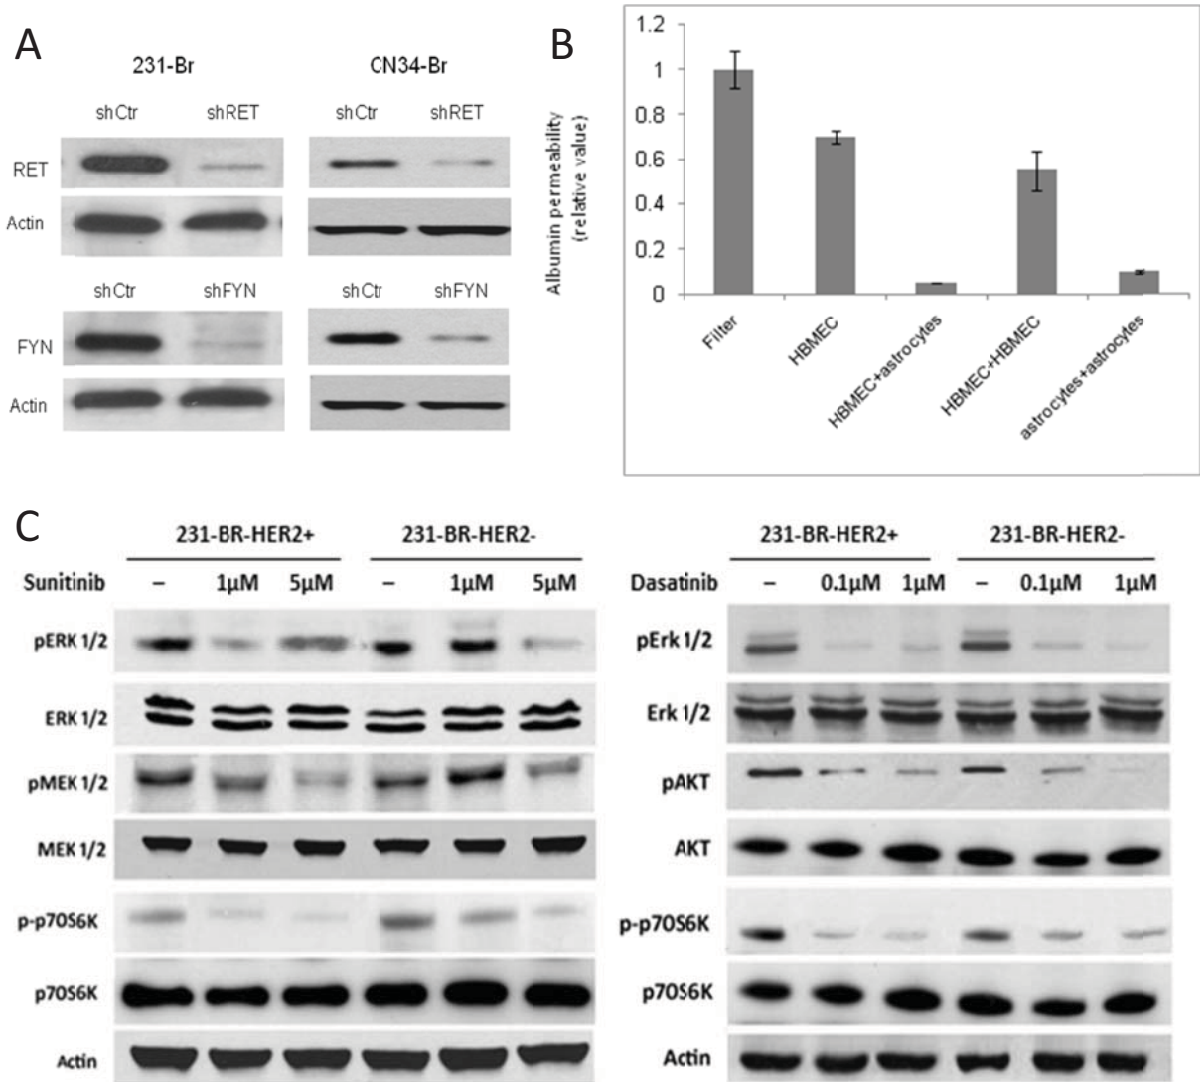 A
231-Br
CN34-Br
shCtr shRET shCtr shRET
RET
Actin
shCtr shFYN shCtr shFYN
FYN
Actin
B
Albumin permeability
(relative value)
1.2
1
0.8
0.6
0.4
0.2
0
Filter
HBMEC
HBMEC+astrocytes
HBMEC+HBMEC
astrocytes+astrocytes
C
231-BR-HER2+ 231-BR-HER2-
Sunitinib – 1µM 5µM – 1µM 5µM
pERK 1/2
ERK 1/2
pMEK 1/2
MEK 1/2
p-p70S6K
p70S6K
Actin
231-BR-HER2+ 231-BR-HER2-
Dasatinib – 0.1µM 1µM – 0.1µM 1µM
pErk 1/2
Erk 1/2
pAKT
AKT
p-p70S6K
p70S6K
Actin